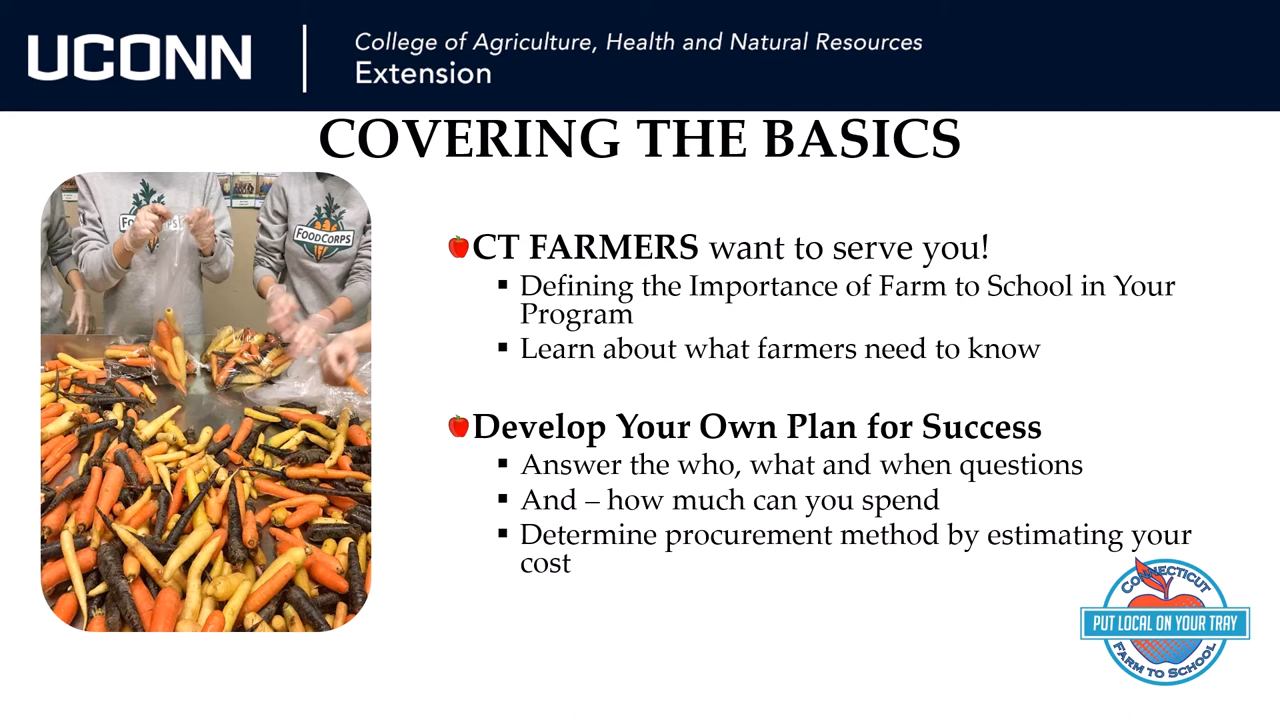 UCONN
College of Agriculture, Health and Natural Resources
Extension
COVERING THE BASICS
FOODCORPS
CT FARMERS want to serve you!
▪ Defining the Importance of Farm to School in Your
Program
▪ Learn about what farmers need to know
Develop Your Own Plan for Success
▪ Answer the who, what and when questions
▪ And – how much can you spend
▪ Determine procurement method by estimating your
cost
CONNECTICUT
PUT LOCAL ON YOUR TRAY
FARM TO SCHOOL